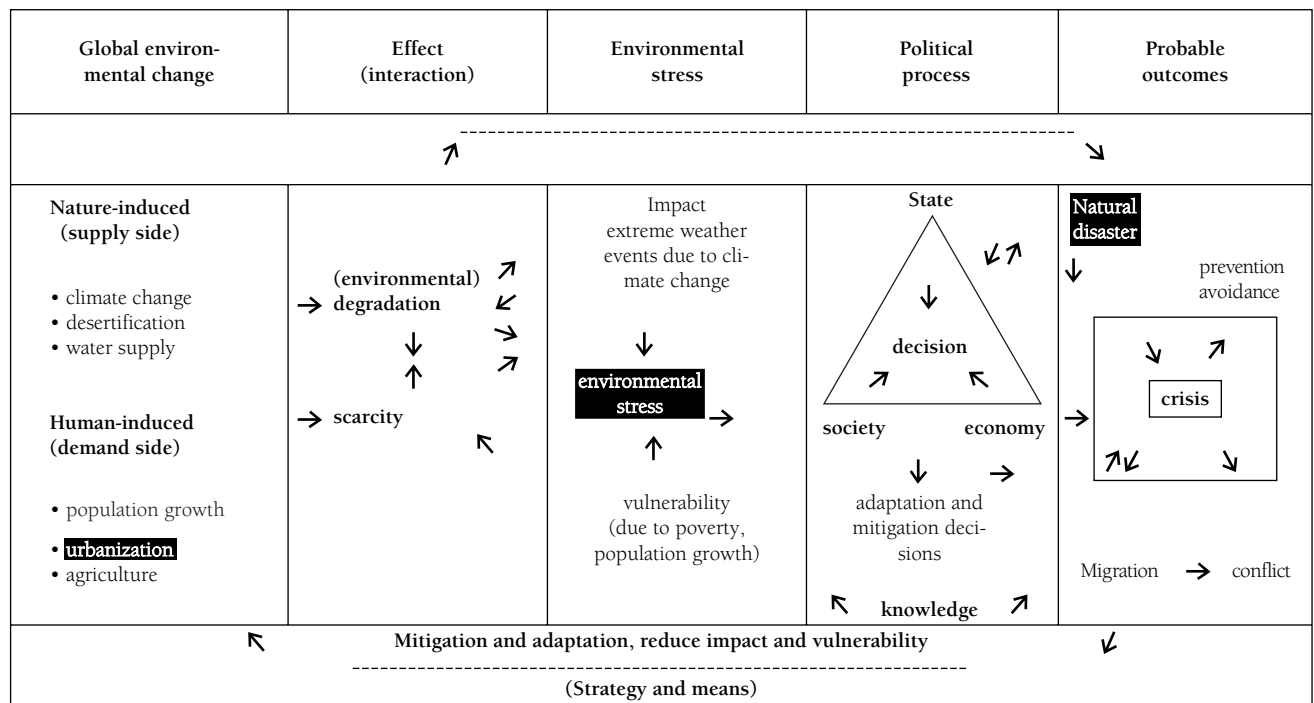 Global environ-
mental change
Effect
(interaction)
Environmental
stress
Political
process
Probable
outcomes
Nature-induced
(supply side)
• climate change
• desertification
• water supply
Human-induced
(demand side)
• population growth
• urbanization
• agriculture
(environmental)
degradation
scarcity
Impact
extreme weather
events due to cli-
mate change
environmental
stress
vulnerability
(due to poverty,
population growth)
State
decision
society
economy
adaptation and
mitigation deci-
sions
knowledge
Natural
disaster
prevention
avoidance
crisis
Migration
conflict
Mitigation and adaptation, reduce impact and vulnerability
(Strategy and means)